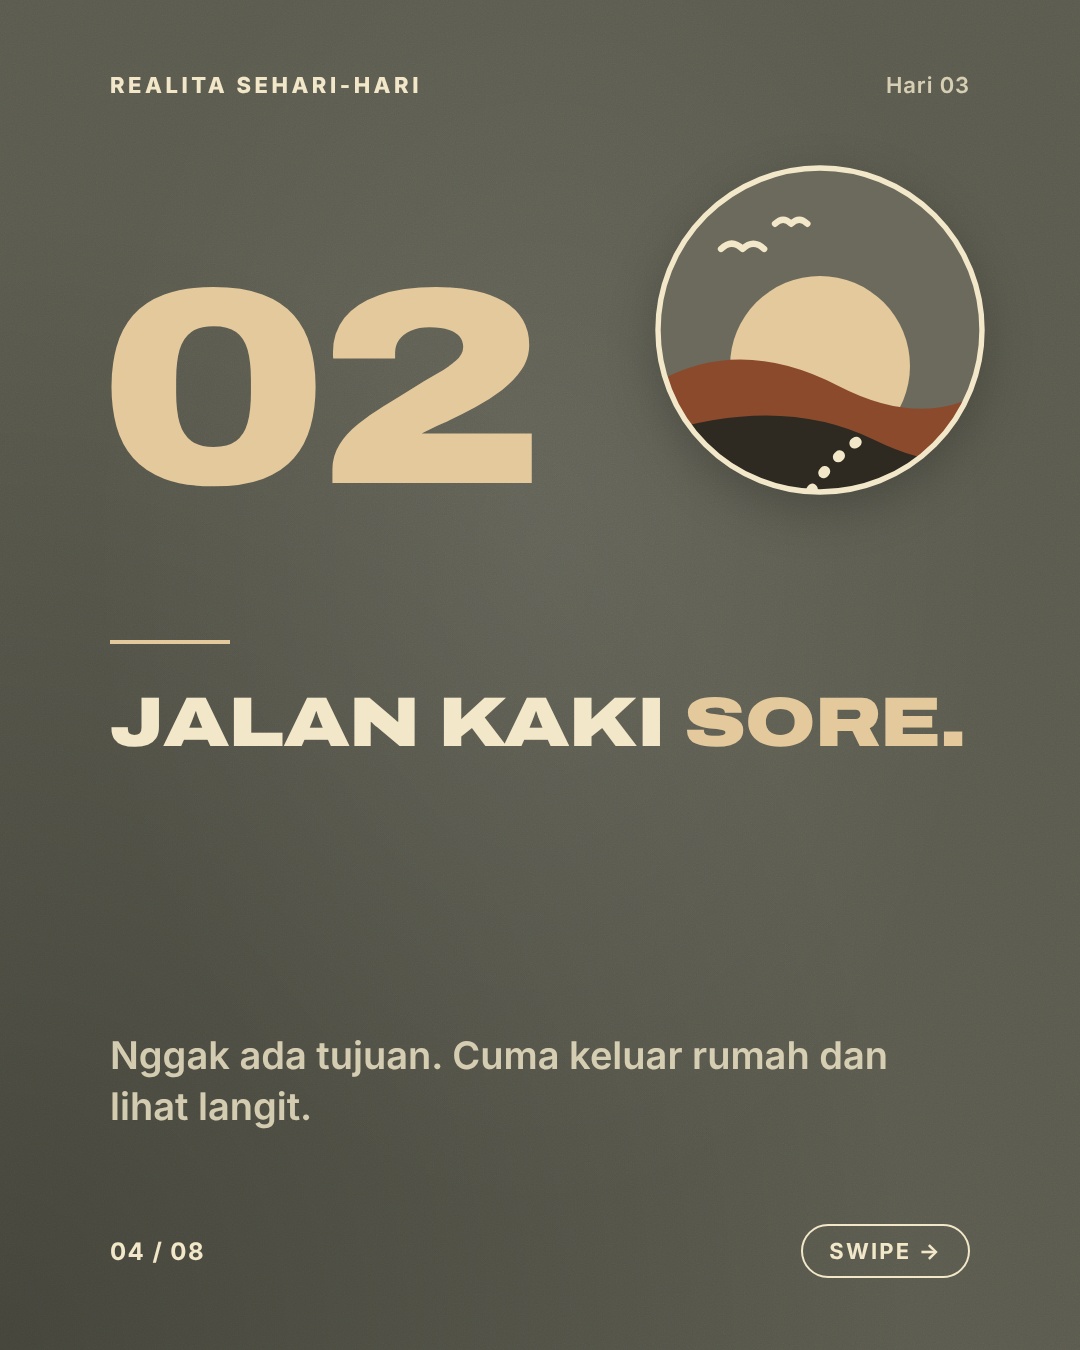 REALITA SEHARI-HARI
Hari 03
02
JALAN KAKI SORE.
Nggak ada tujuan. Cuma keluar rumah dan
lihat langit.
04 / 08
SWIPE →